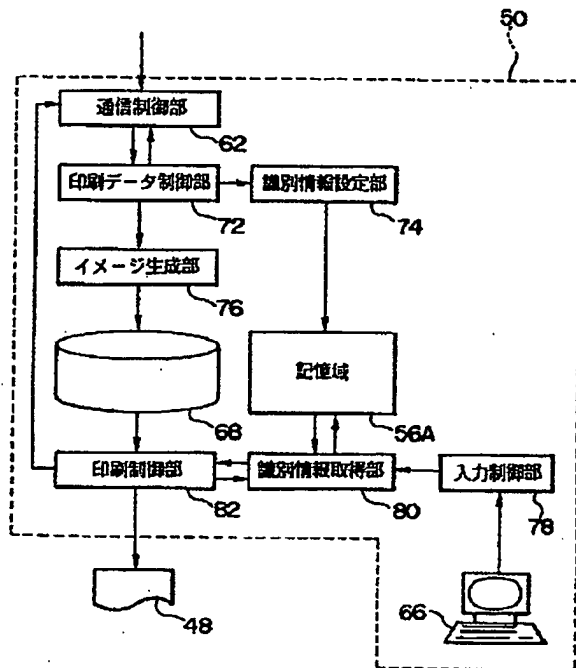 50
通信制御部
62
印刷データ制御部
72
識別情報設定部
74
イメージ生成部
76
68
記憶域
56A
印刷制御部
82
識別情報取得部
80
入力制御部
78
48
66